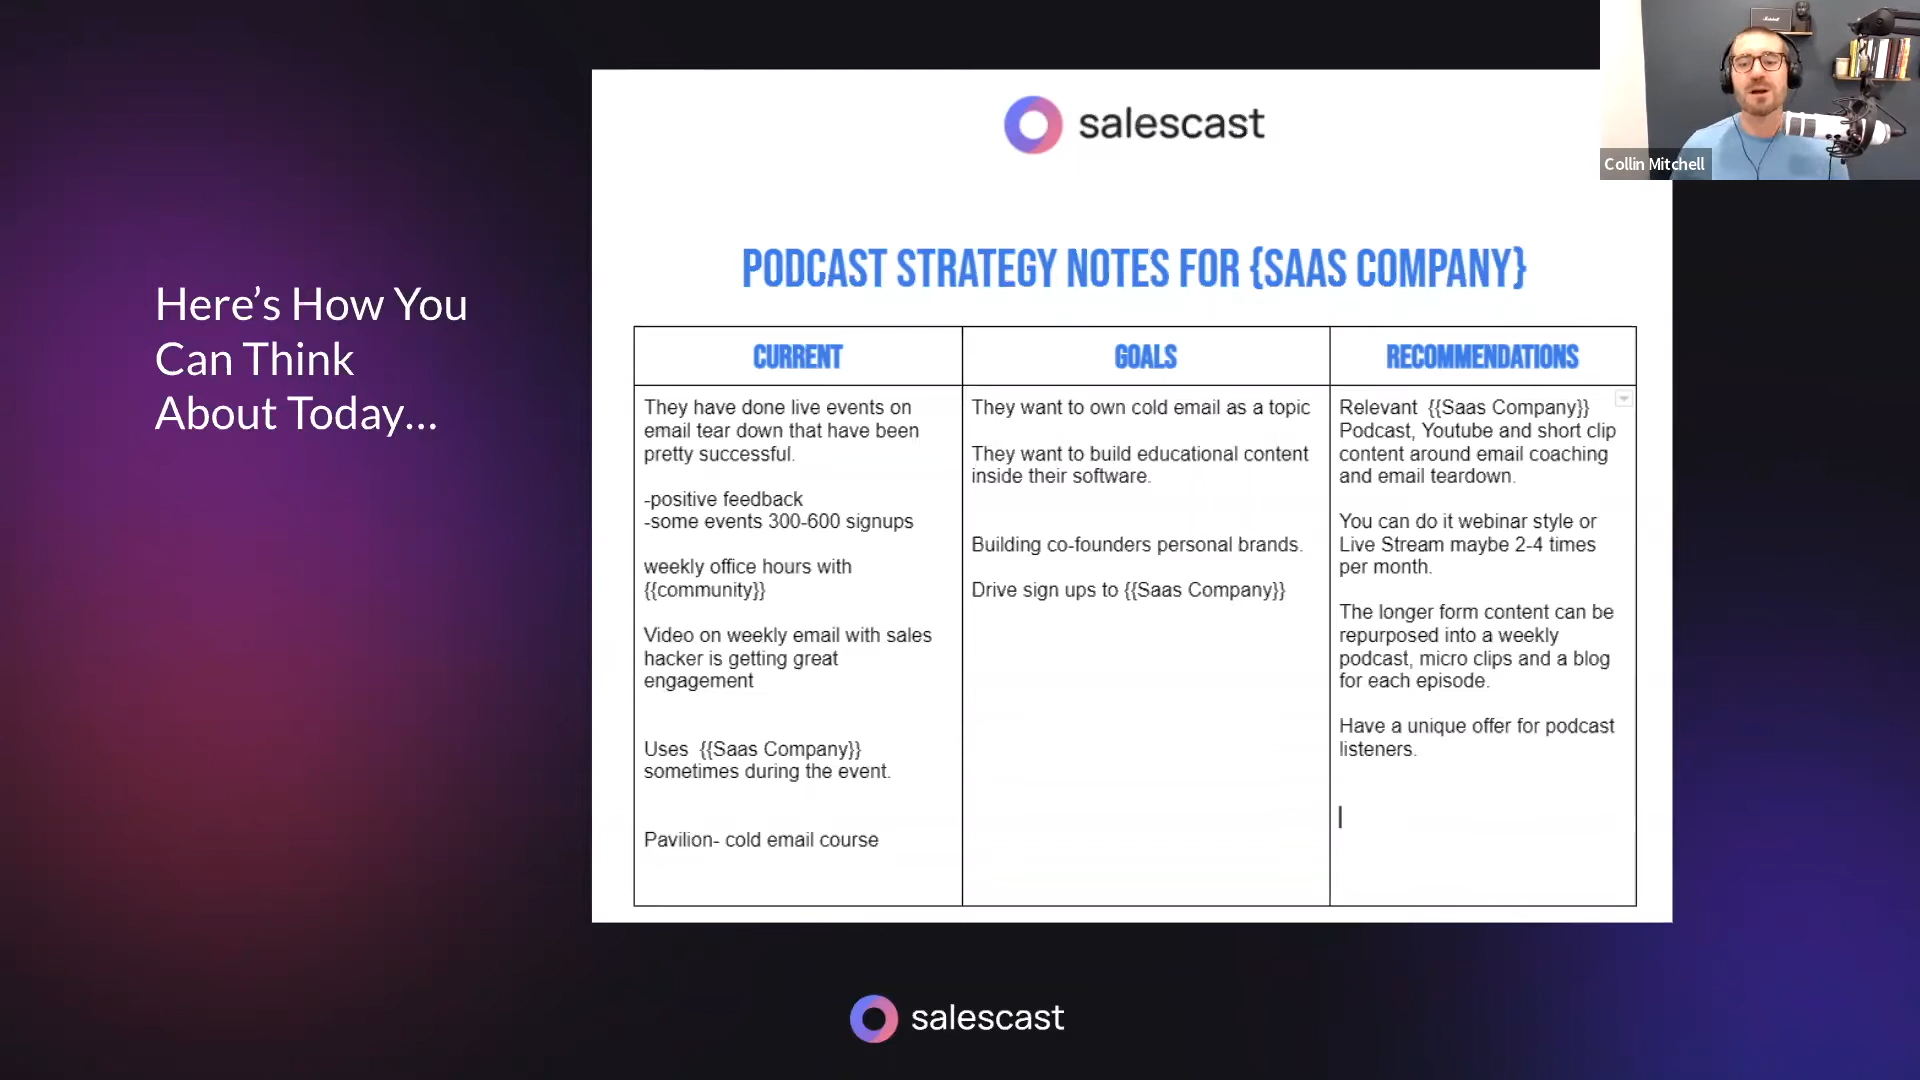 Here’s How You
Can Think
About Today...
salescast
PODCAST STRATEGY NOTES FOR {SAAS COMPANY}
CURRENT
They have done live events on
email tear down that have been
pretty successful.
-positive feedback
-some events 300-600 signups
weekly office hours with
{{community}}
Video on weekly email with sales
hacker is getting great
engagement
Uses {{Saas Company}}
sometimes during the event.
Pavilion- cold email course
GOALS
They want to own cold email as a topic
They want to build educational content
inside their software.
Building co-founders personal brands.
Drive sign ups to {{Saas Company}}
RECOMMENDATIONS
Relevant {{Saas Company}}
Podcast, Youtube and short clip
content around email coaching
and email teardown.
You can do it webinar style or
Live Stream maybe 2-4 times
per month.
The longer form content can be
repurposed into a weekly
podcast, micro clips and a blog
for each episode.
Have a unique offer for podcast
listeners.
Collin Mitchell
salescast